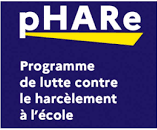 pHARe
Programme
de lutte contre
le harcèlement
à l'école